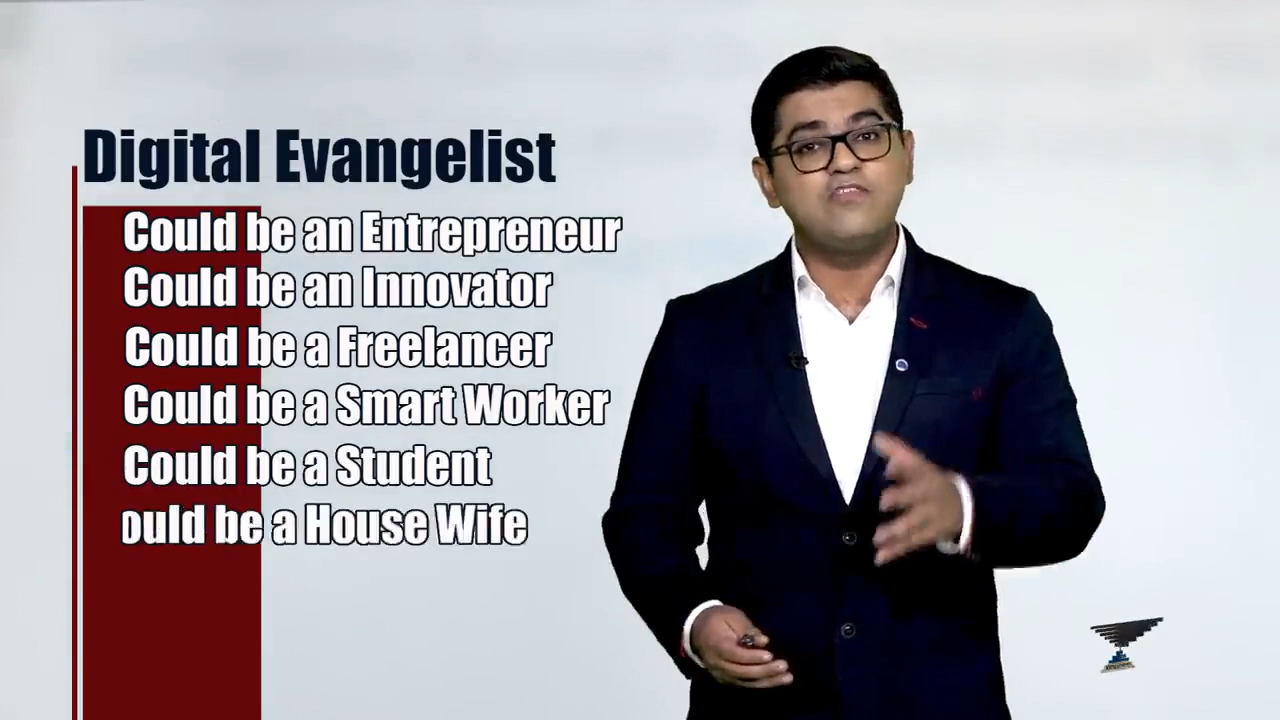 Digital Evangelist
Could be an Entrepreneur
Could be an Innovator
Could be a Freelancer
Could be a Smart Worker
Could be a Student
ould be a House Wife